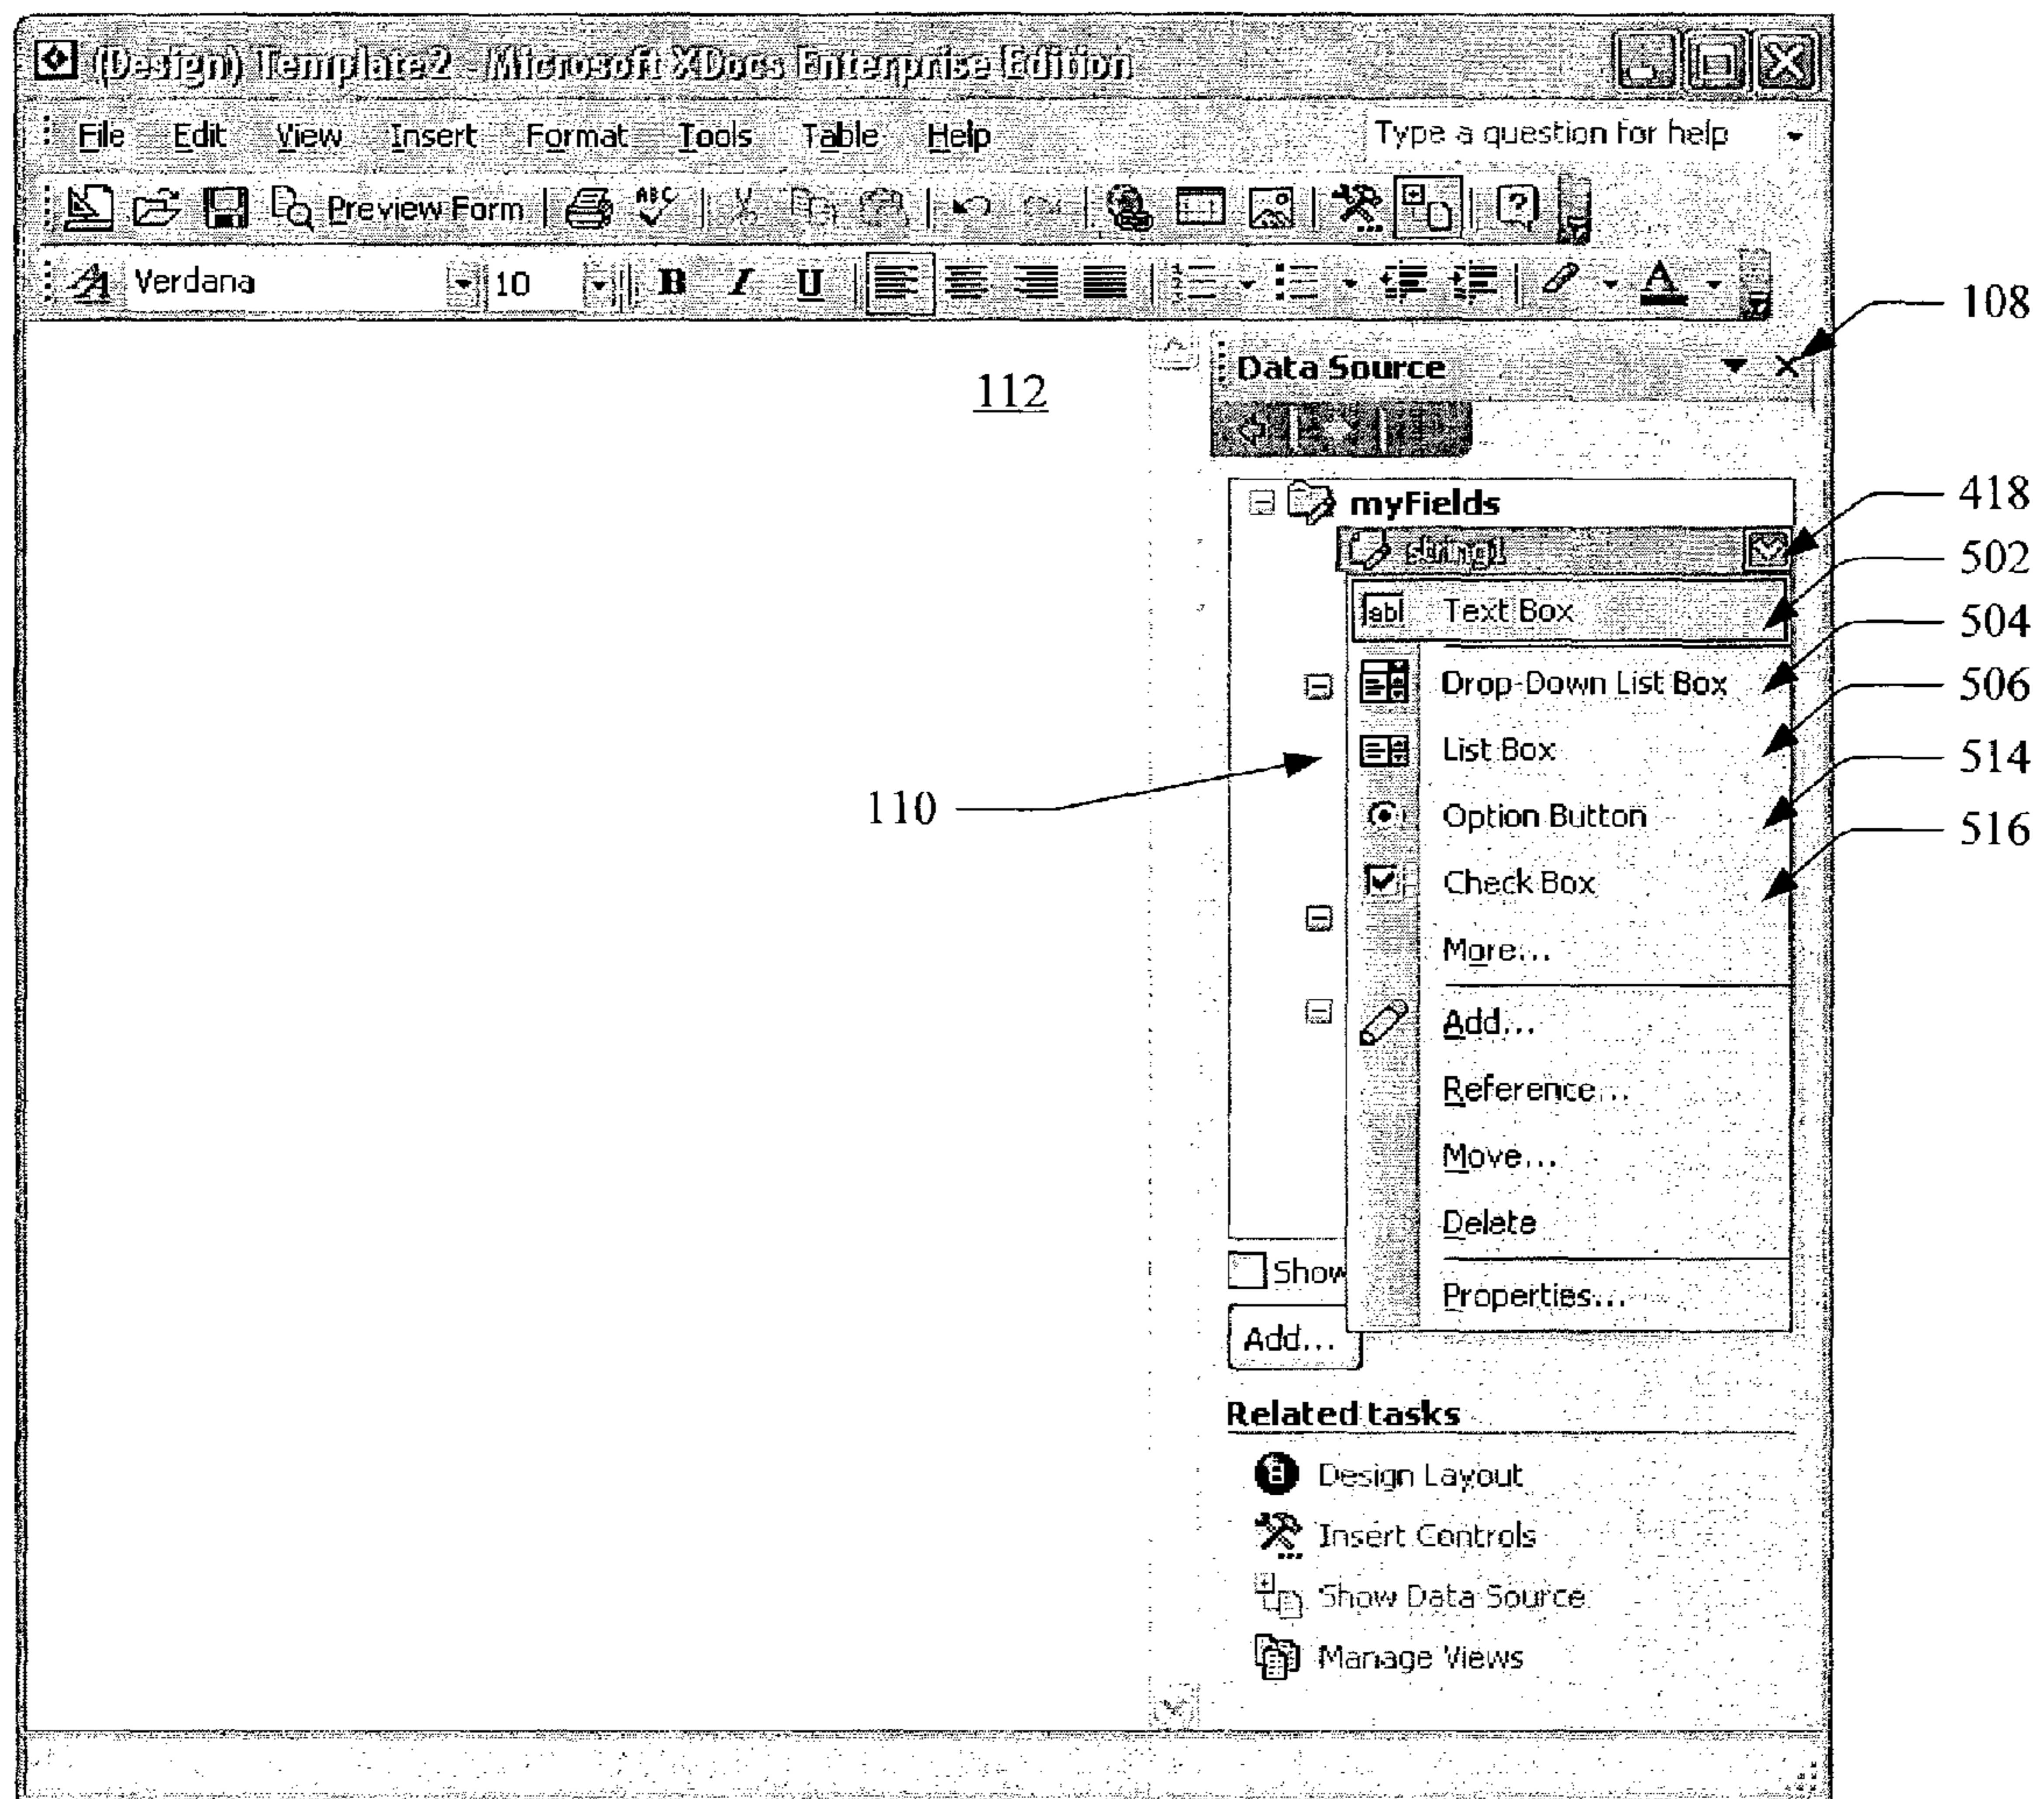 (Design) Template2 - Microsoft XDocs Enterprise Edition
File Edit View Insert Format Tools Table Help Type a question for help
Preview Form ABC
Verdana 10 B I U A
108
Data Source
112
myFields
418
string1
502
ab Text Box
504
Drop-Down List Box
506
List Box
514
110
Option Button
516
Check Box
More...
Add...
Reference...
Move...
Delete
Show
Properties...
Add...
Related tasks
Design Layout
Insert Controls
Show Data Source
Manage Views